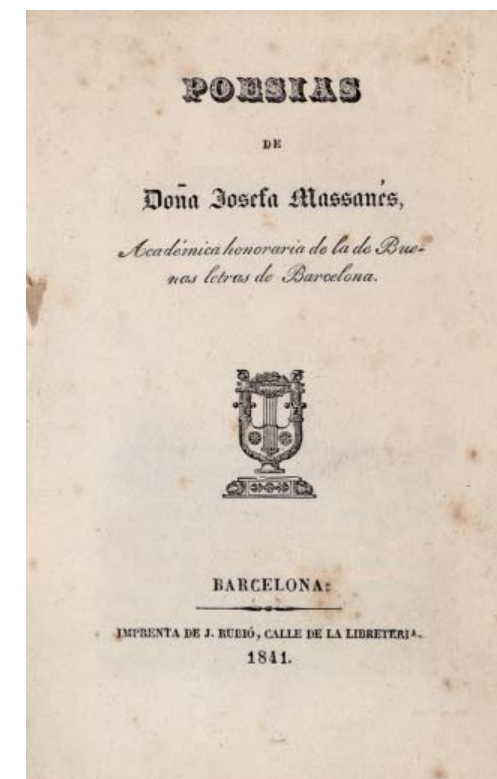 POESIAS
DE
Doña Josefa Massanés,
Académica honoraria de la de Bue-
nas letras de Barcelona.
BARCELONA:
IMPRENTA DE J. RUBIÓ, CALLE DE LA LIBRETERIA.
1841.